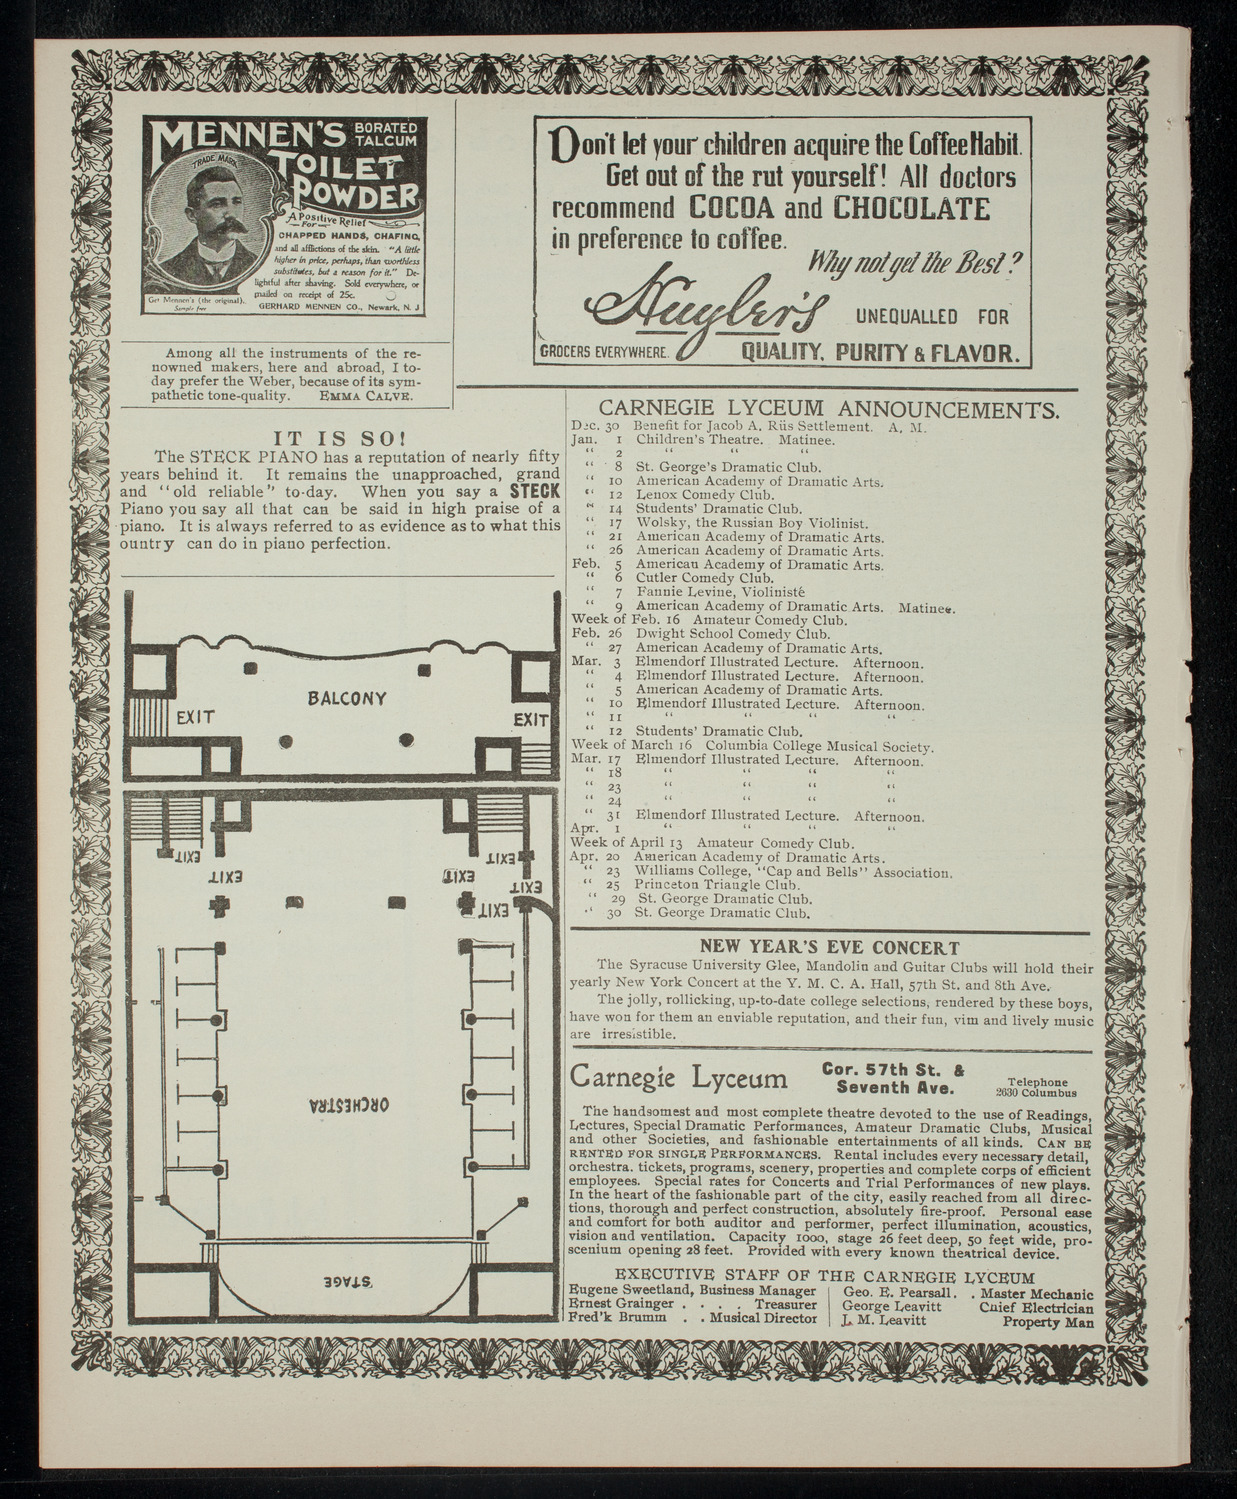 MENNEN'S BORATED
TALCUM
TOILET
POWDER
TRADE MARK
A Positive Relief
For
CHAPPED HANDS, CHAFING,
and all afflictions of the skin. "A little
higher in price, perhaps, than worthless
substitutes, but a reason for it." De-
lightful after shaving. Sold everywhere, or
mailed on receipt of 25c.
Get Mennen's (the original).
Sample free
GERHARD MENNEN CO., Newark, N. J
Don't let your children acquire the Coffee Habit.
Get out of the rut yourself! All doctors
recommend COCOA and CHOCOLATE
in preference to coffee.
Why not get the Best?
Huyler's UNEQUALLED FOR
GROCERS EVERYWHERE. QUALITY, PURITY & FLAVOR.
Among all the instruments of the re-
nowned makers, here and abroad, I to-
day prefer the Weber, because of its sym-
pathetic tone-quality. EMMA CALVE.
IT IS SO!
The STECK PIANO has a reputation of nearly fifty
years behind it. It remains the unapproached, grand
and "old reliable" to-day. When you say a STECK
Piano you say all that can be said in high praise of a
piano. It is always referred to as evidence as to what this
ountry can do in piano perfection.
BALCONY
EXIT
EXIT
EXIT
EXIT
EXIT
EXIT
EXIT
EXIT
ORCHESTRA
STAGE
CARNEGIE LYCEUM ANNOUNCEMENTS.
Dec. 30 Benefit for Jacob A. Riis Settlement. A. M.
Jan. 1 Children's Theatre. Matinee.
" 2 " " "
" 8 St. George's Dramatic Club.
" 10 American Academy of Dramatic Arts.
" 12 Lenox Comedy Club.
" 14 Students' Dramatic Club.
" 17 Wolsky, the Russian Boy Violinist.
" 21 American Academy of Dramatic Arts.
" 26 American Academy of Dramatic Arts.
Feb. 5 American Academy of Dramatic Arts.
" 6 Cutler Comedy Club.
" 7 Fannie Levine, Violinisté
" 9 American Academy of Dramatic Arts. Matinee.
Week of Feb. 16 Amateur Comedy Club.
Feb. 26 Dwight School Comedy Club.
" 27 American Academy of Dramatic Arts.
Mar. 3 Elmendorf Illustrated Lecture. Afternoon.
" 4 Elmendorf Illustrated Lecture. Afternoon.
" 5 American Academy of Dramatic Arts.
" 10 Elmendorf Illustrated Lecture. Afternoon.
" 11 " " " "
" 12 Students' Dramatic Club.
Week of March 16 Columbia College Musical Society.
Mar. 17 Elmendorf Illustrated Lecture. Afternoon.
" 18 " " " "
" 23 " " " "
" 24 " " " "
" 31 Elmendorf Illustrated Lecture. Afternoon.
Apr. 1 " " " "
Week of April 13 Amateur Comedy Club.
Apr. 20 American Academy of Dramatic Arts.
" 23 Williams College, "Cap and Bells" Association.
" 25 Princeton Triangle Club.
" 29 St. George Dramatic Club.
" 30 St. George Dramatic Club.
NEW YEAR'S EVE CONCERT
The Syracuse University Glee, Mandolin and Guitar Clubs will hold their
yearly New York Concert at the Y. M. C. A. Hall, 57th St. and 8th Ave.
The jolly, rollicking, up-to-date college selections, rendered by these boys,
have won for them an enviable reputation, and their fun, vim and lively music
are irresistible.
Carnegie Lyceum Cor. 57th St. &
Seventh Ave. Telephone
2630 Columbus
The handsomest and most complete theatre devoted to the use of Readings,
Lectures, Special Dramatic Performances, Amateur Dramatic Clubs, Musical
and other Societies, and fashionable entertainments of all kinds. CAN BE
RENTED FOR SINGLE PERFORMANCES. Rental includes every necessary detail,
orchestra. tickets, programs, scenery, properties and complete corps of efficient
employees. Special rates for Concerts and Trial Performances of new plays.
In the heart of the fashionable part of the city, easily reached from all direc-
tions, thorough and perfect construction, absolutely fire-proof. Personal ease
and comfort for both auditor and performer, perfect illumination, acoustics,
vision and ventilation. Capacity 1000, stage 26 feet deep, 50 feet wide, pro-
scenium opening 28 feet. Provided with every known theatrical device.
EXECUTIVE STAFF OF THE CARNEGIE LYCEUM
Eugene Sweetland, Business Manager
Ernest Grainger . . . . Treasurer
Fred'k Brumm . . Musical Director
Geo. E. Pearsall. . Master Mechanic
George Leavitt Chief Electrician
J. M. Leavitt Property Man